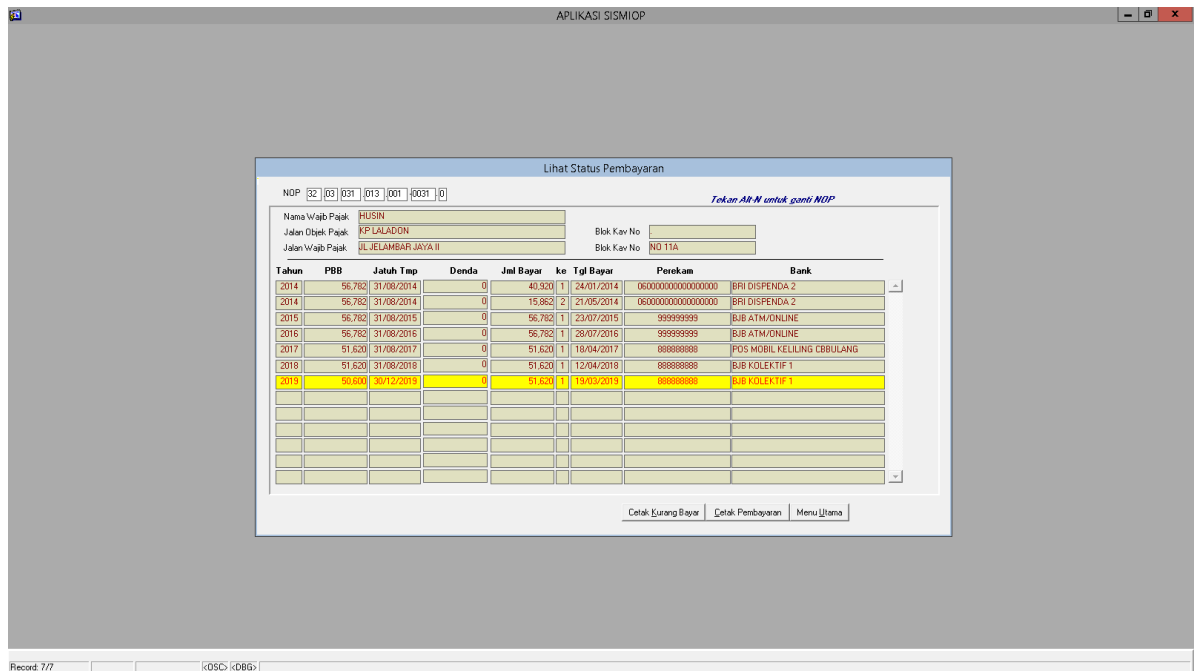 APLIKASI SISMIOP
Lihat Status Pembayaran
NOP 32 03 031 013 001 0031 0
Tekan Alt-N untuk ganti NOP
Nama Wajib Pajak HUSIN
Jalan Objek Pajak KP LALADON Blok Kav No .
Jalan Wajib Pajak JL JELAMBAR JAYA II Blok Kav No NO 11A
Tahun PBB Jatuh Tmp Denda Jml Bayar ke Tgl Bayar Perekam Bank
2014 56,782 31/08/2014 0 40,920 1 24/01/2014 060000000000000000 BRI DISPENDA 2
2014 56,782 31/08/2014 0 15,862 2 21/05/2014 060000000000000000 BRI DISPENDA 2
2015 56,782 31/08/2015 0 56,782 1 23/07/2015 999999999 BJB ATM/ONLINE
2016 56,782 31/08/2016 0 56,782 1 28/07/2016 999999999 BJB ATM/ONLINE
2017 51,620 31/08/2017 0 51,620 1 18/04/2017 888888888 POS MOBIL KELILING CBBULANG
2018 51,620 31/08/2018 0 51,620 1 12/04/2018 888888888 BJB KOLEKTIF 1
2019 50,600 30/12/2019 0 51,620 1 19/03/2019 888888888 BJB KOLEKTIF 1
Cetak Kurang Bayar Cetak Pembayaran Menu Utama
Record: 7/7 <OSC> <DBG>